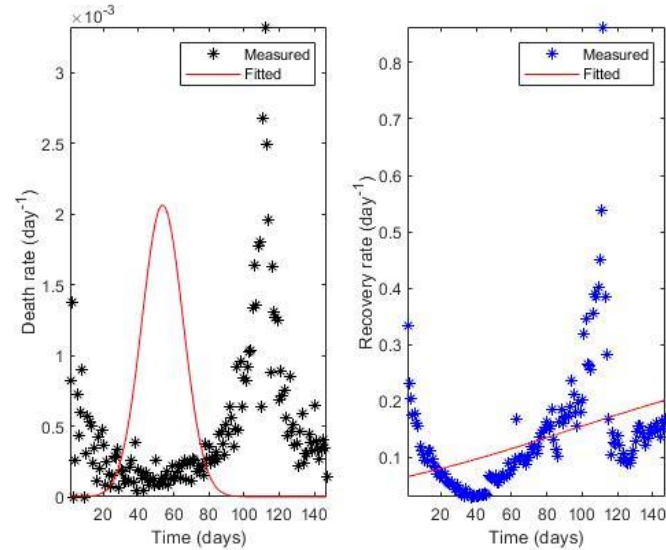 ×10⁻³
3
2.5
2
1.5
1
0.5
0
20 40 60 80 100 120 140
Time (days)
Death rate (day⁻¹)
Measured
Fitted
0.8
0.7
0.6
0.5
0.4
0.3
0.2
0.1
20 40 60 80 100 120 140
Time (days)
Recovery rate (day⁻¹)
Measured
Fitted